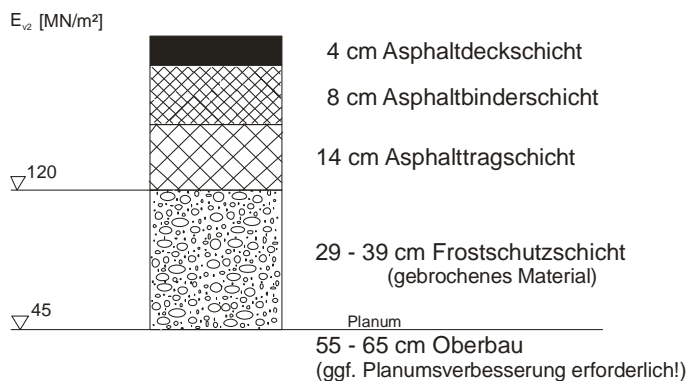 Ev2 [MN/m²]
4 cm Asphaltdeckschicht
8 cm Asphaltbinderschicht
14 cm Asphalttragschicht
120
29 - 39 cm Frostschutzschicht
(gebrochenes Material)
45
Planum
55 - 65 cm Oberbau
(ggf. Planumsverbesserung erforderlich!)